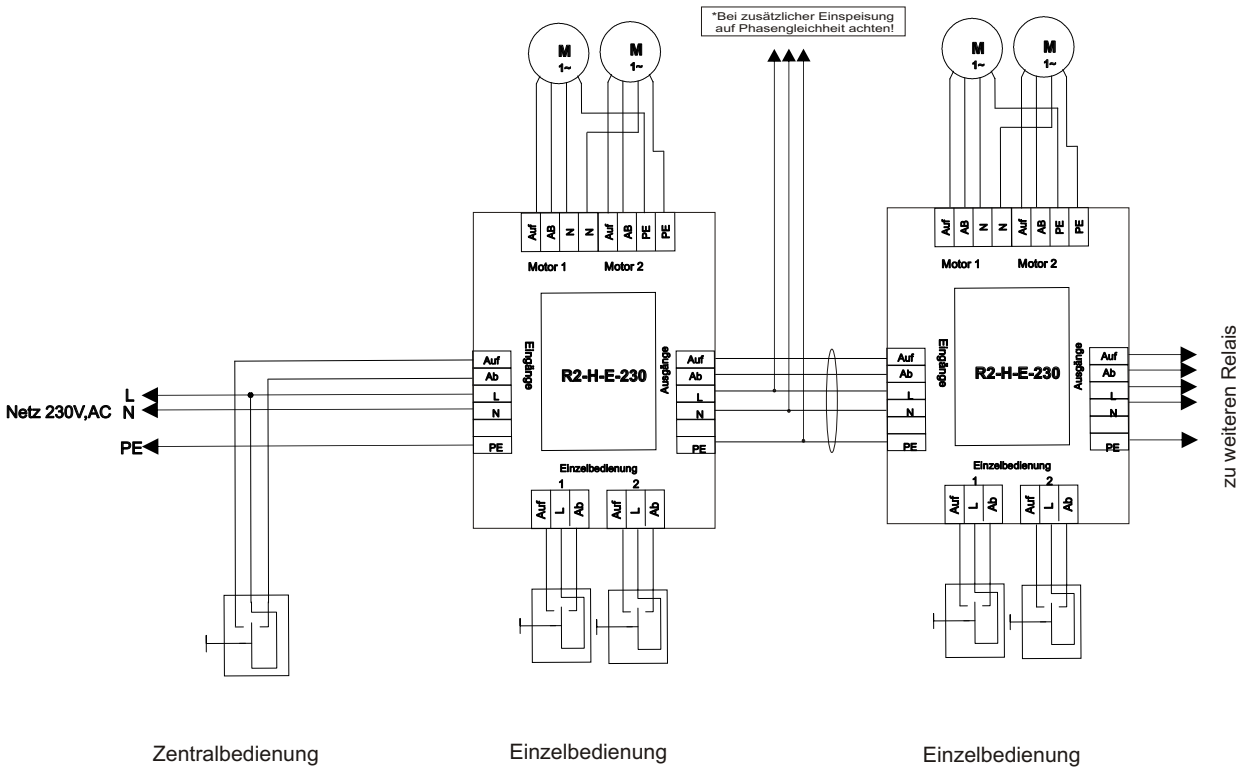 *Bei zusätzlicher Einspeisung
auf Phasengleichheit achten!
M
1~
M
1~
M
1~
M
1~
Auf
AB
N
N
Auf
AB
PE
PE
Motor 1
Motor 2
Auf
AB
N
N
Auf
AB
PE
PE
Motor 1
Motor 2
Netz 230V,AC
L
N
PE
Auf
Ab
L
N
PE
Eingänge
R2-H-E-230
Ausgänge
Auf
Ab
L
N
PE
Auf
Ab
L
N
PE
Eingänge
R2-H-E-230
Ausgänge
Auf
Ab
L
N
PE
zu weiteren Relais
Einzelbedienung
1
2
Auf
L
Ab
Auf
L
Ab
Einzelbedienung
1
2
Auf
L
Ab
Auf
L
Ab
Zentralbedienung
Einzelbedienung
Einzelbedienung